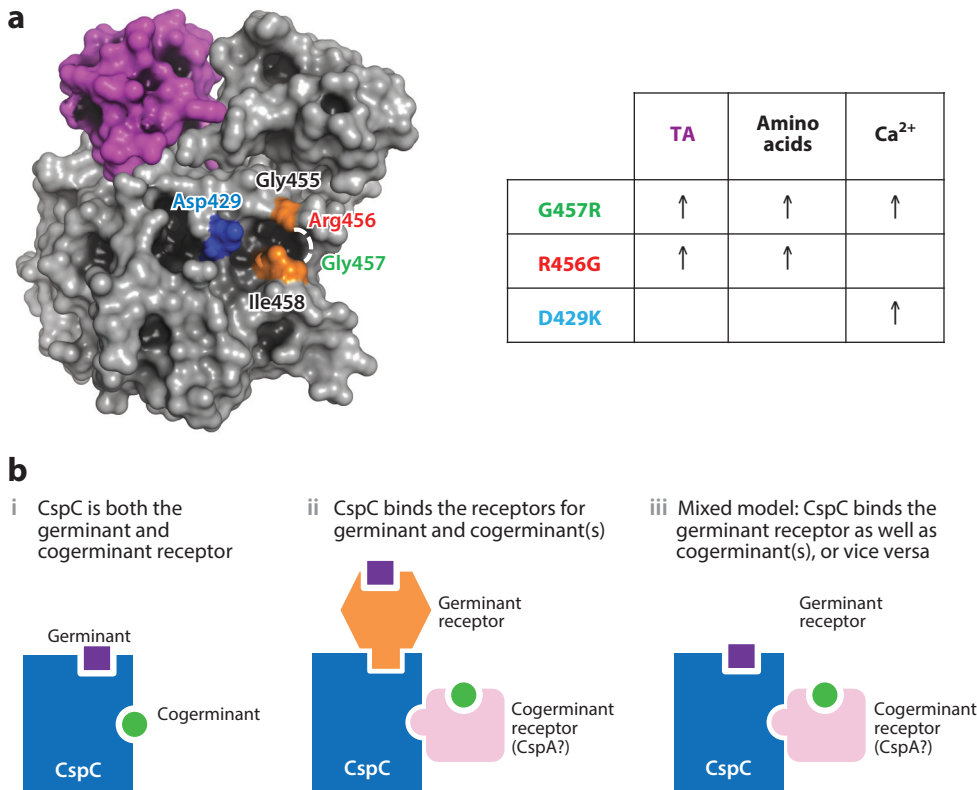 a
Gly455
Asp429
Arg456
Gly457
Ile458
TA
Amino
acids
Ca²⁺
G457R ↑ ↑ ↑
R456G ↑ ↑
D429K ↑
b
i CspC is both the
germinant and
cogerminant receptor
Germinant
Cogerminant
CspC
ii CspC binds the receptors for
germinant and cogerminant(s)
Germinant
receptor
Cogerminant
receptor
(CspA?)
CspC
iii Mixed model: CspC binds the
germinant receptor as well as
cogerminant(s), or vice versa
Germinant
receptor
Cogerminant
receptor
(CspA?)
CspC